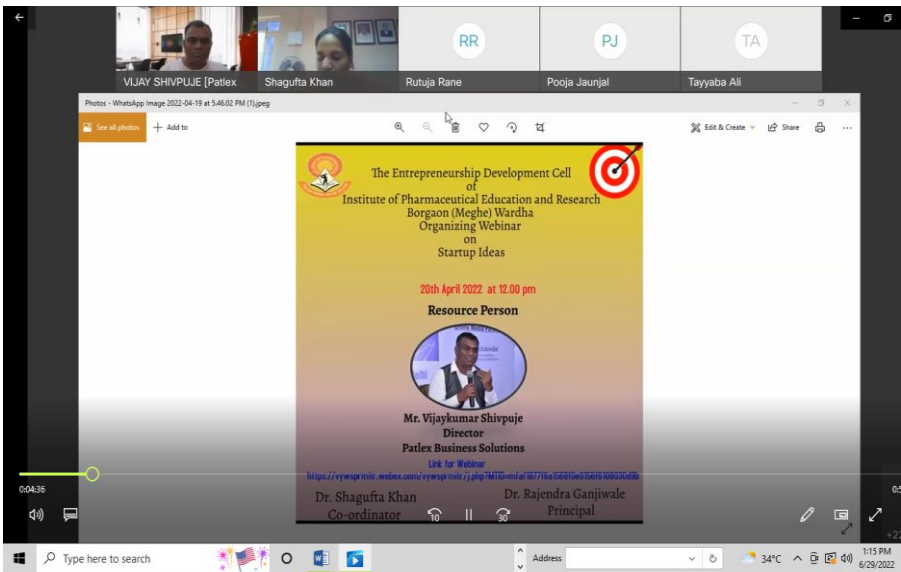 RR
PJ
TA
VIJAY SHIVPUJE [Patlex
Shagufta Khan
Rutuja Rane
Pooja Jaunjal
Tayyaba Ali
Photos - WhatsApp Image 2022-04-19 at 5.46.02 PM (1).jpeg
See all photos
Add to
Edit & Create
Share
The Entrepreneurship Development Cell
of
Institute of Pharmaceutical Education and Research
Borgaon (Meghe) Wardha
Organizing Webinar
on
Startup Ideas
20th April 2022 at 12.00 pm
Resource Person
Mr. Vijaykumar Shivpuje
Director
Patlex Business Solutions
Link for Webinar
Dr. Shagufta Khan
Co-ordinator
Dr. Rajendra Ganjiwale
Principal
0:04:36
10
30
Type here to search
Address
34°C
1:15 PM
6/29/2022